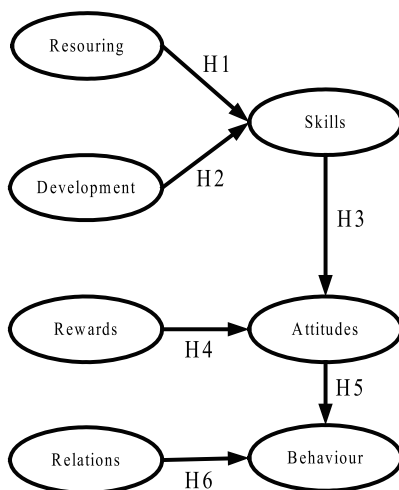 Resouring
H1
Skills
Development
H2
H3
Rewards
H4
Attitudes
H5
Relations
H6
Behaviour